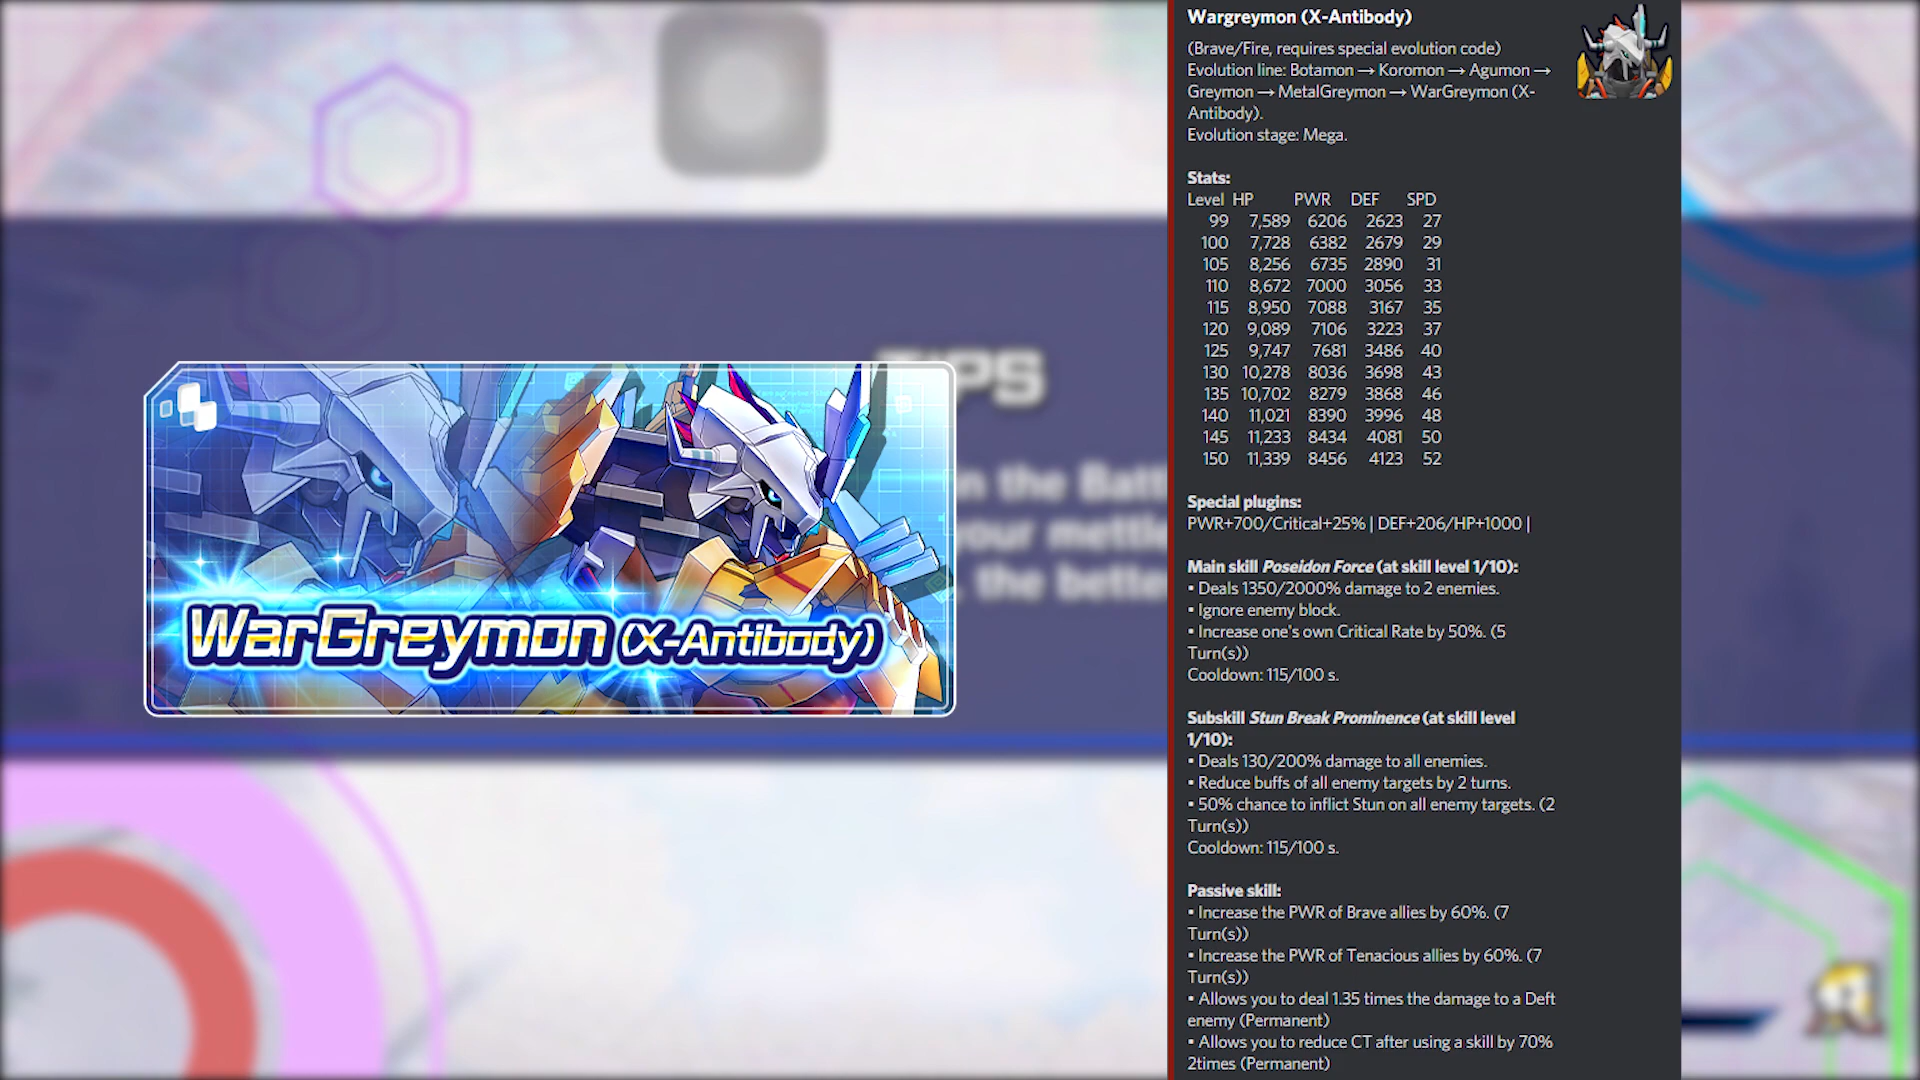 TIPS
in the Batt
your mettle
, the better
WarGreymon (X-Antibody)
Wargreymon (X-Antibody)
(Brave/Fire, requires special evolution code)
Evolution line: Botamon → Koromon → Agumon →
Greymon → MetalGreymon → WarGreymon (X-
Antibody).
Evolution stage: Mega.
Stats:
Level HP PWR DEF SPD
99 7,589 6206 2623 27
100 7,728 6382 2679 29
105 8,256 6735 2890 31
110 8,672 7000 3056 33
115 8,950 7088 3167 35
120 9,089 7106 3223 37
125 9,747 7681 3486 40
130 10,278 8036 3698 43
135 10,702 8279 3868 46
140 11,021 8390 3996 48
145 11,233 8434 4081 50
150 11,339 8456 4123 52
Special plugins:
PWR+700/Critical+25% | DEF+206/HP+1000 |
Main skill Poseidon Force (at skill level 1/10):
• Deals 1350/2000% damage to 2 enemies.
• Ignore enemy block.
• Increase one's own Critical Rate by 50%. (5
Turn(s))
Cooldown: 115/100 s.
Subskill Stun Break Prominence (at skill level
1/10):
• Deals 130/200% damage to all enemies.
• Reduce buffs of all enemy targets by 2 turns.
• 50% chance to inflict Stun on all enemy targets. (2
Turn(s))
Cooldown: 115/100 s.
Passive skill:
• Increase the PWR of Brave allies by 60%. (7
Turn(s))
• Increase the PWR of Tenacious allies by 60%. (7
Turn(s))
• Allows you to deal 1.35 times the damage to a Deft
enemy (Permanent)
• Allows you to reduce CT after using a skill by 70%
2times (Permanent)